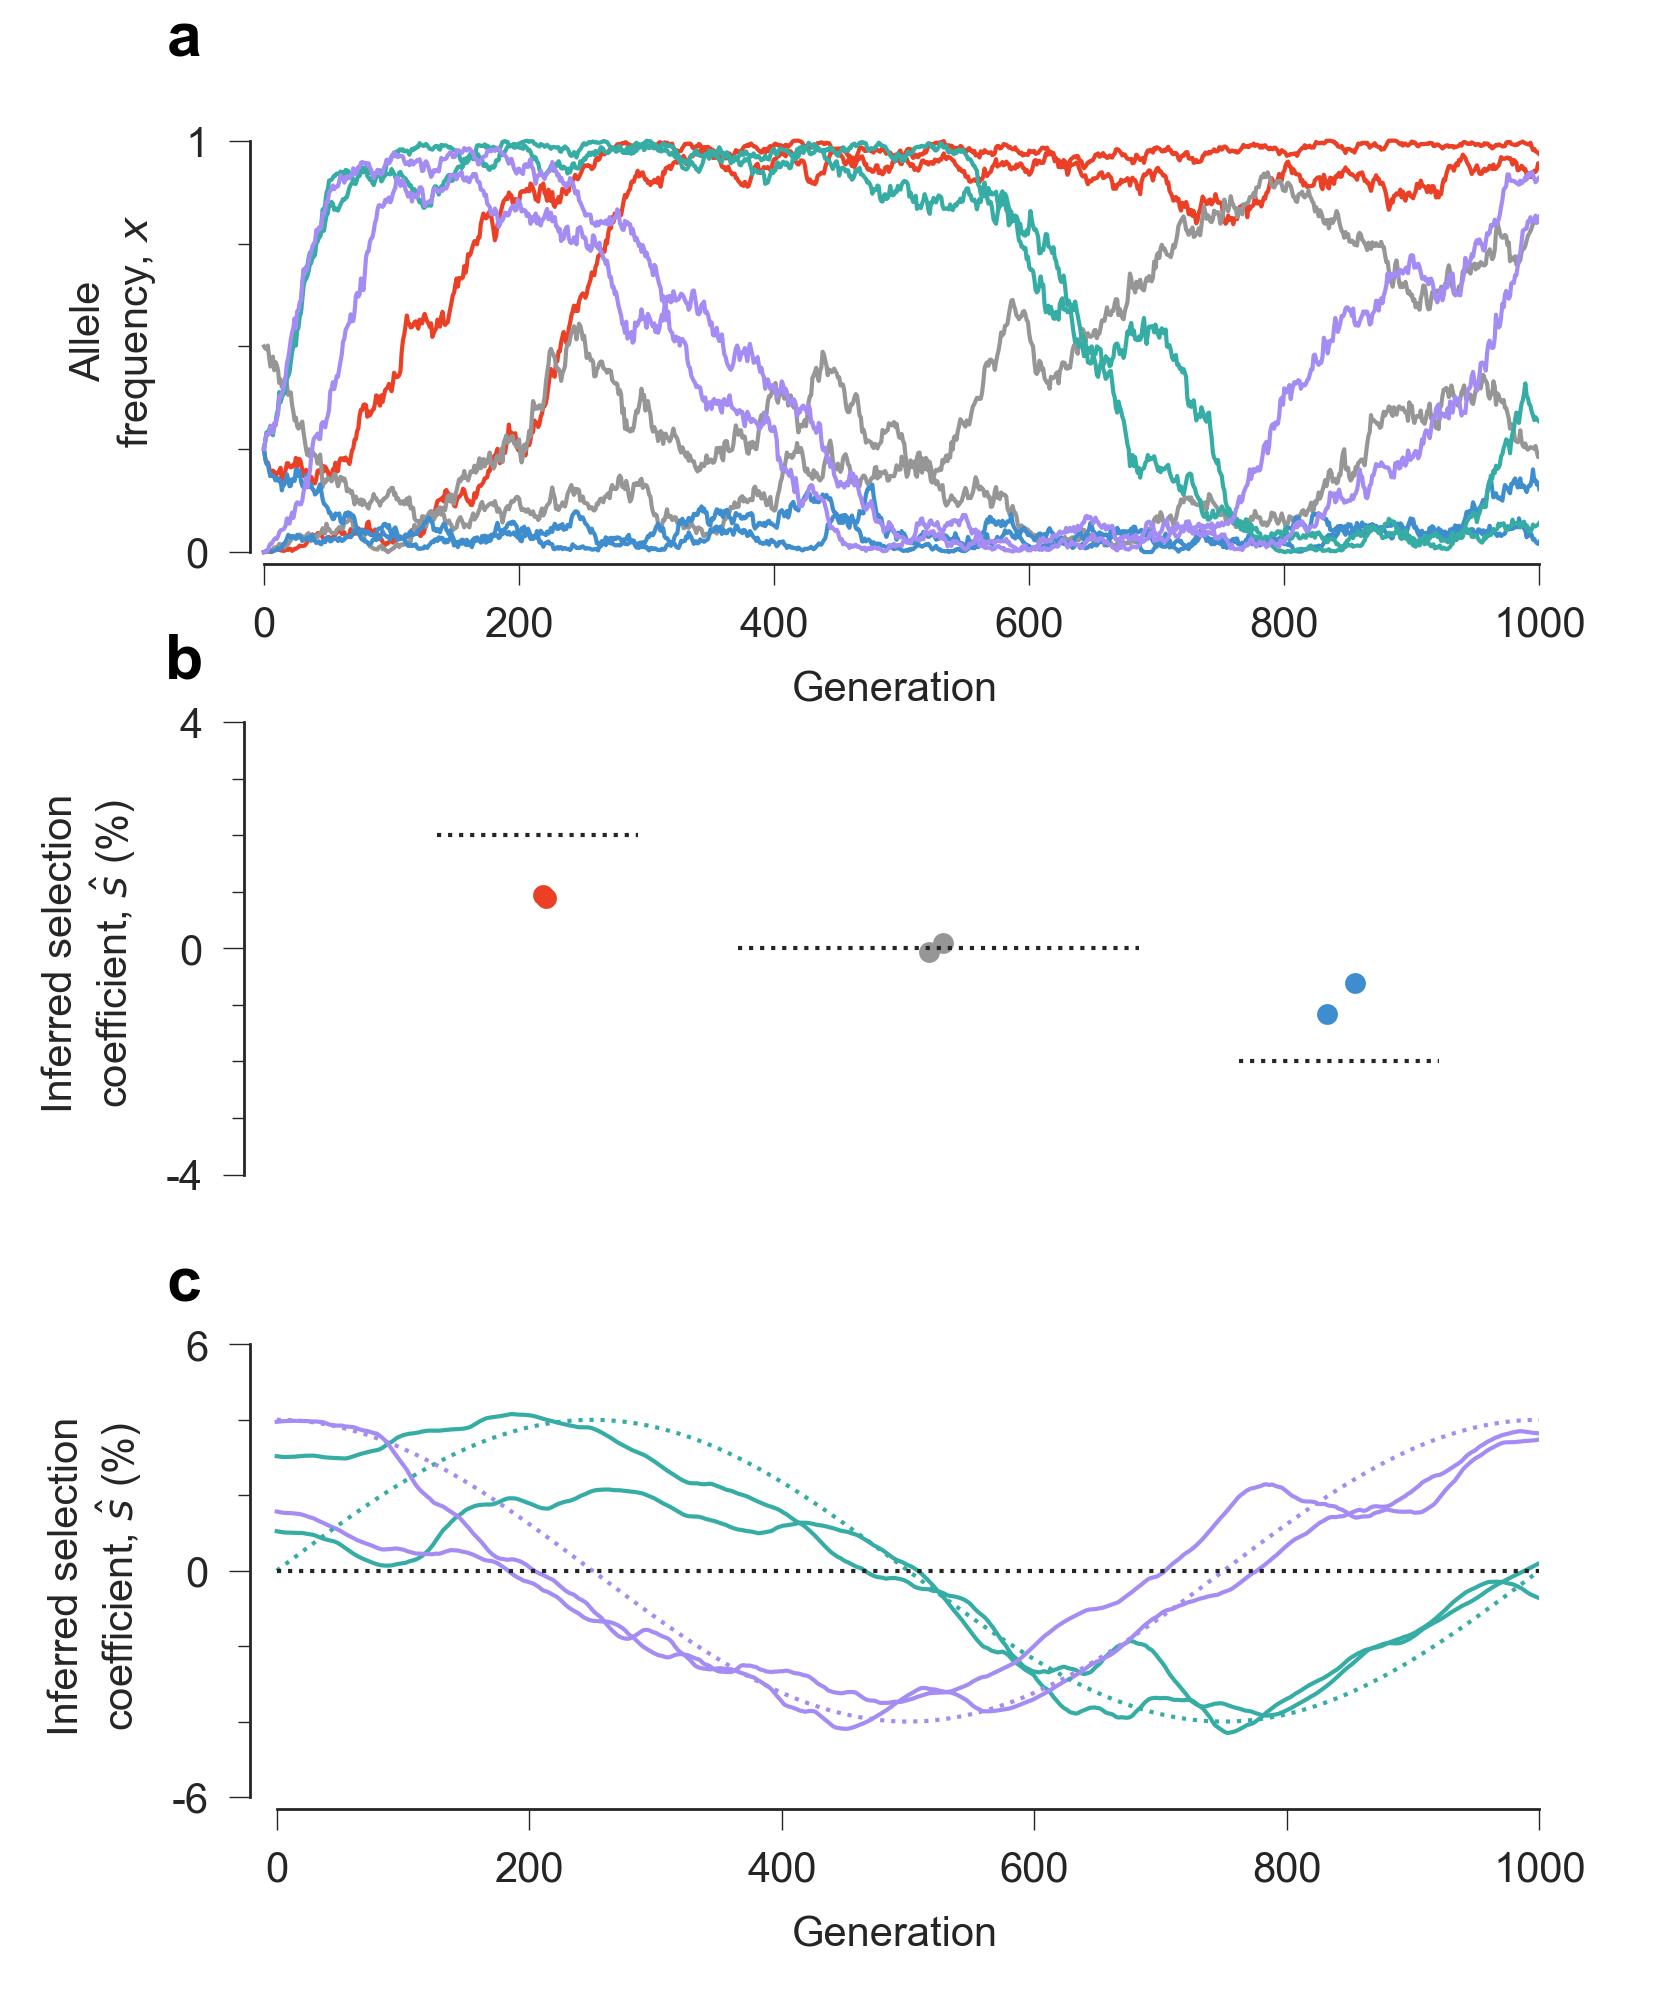 a
Allele
frequency, x
1
0
0 200 400 600 800 1000
Generation
b
Inferred selection
coefficient, ŝ (%)
4
0
-4
c
Inferred selection
coefficient, ŝ (%)
6
0
-6
0 200 400 600 800 1000
Generation